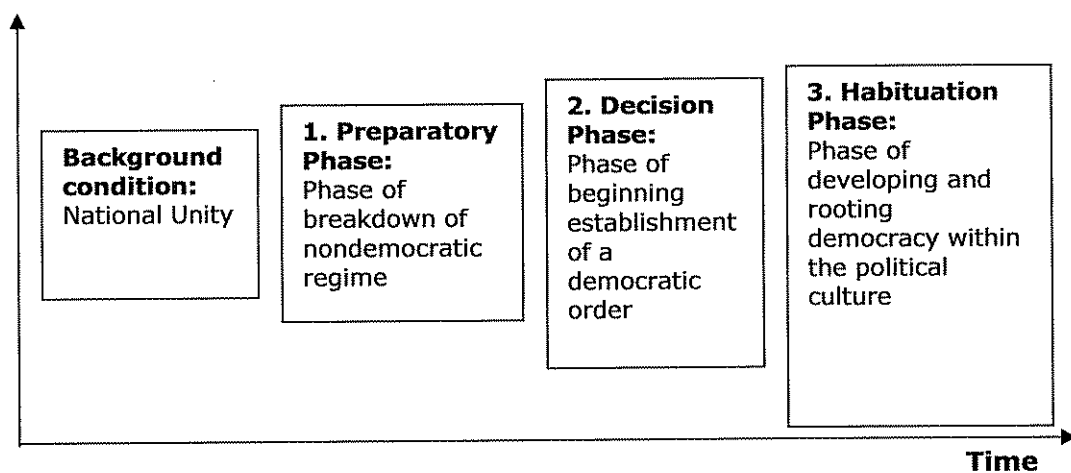 Background
condition:
National Unity
1. Preparatory
Phase:
Phase of
breakdown of
nondemocratic
regime
2. Decision
Phase:
Phase of
beginning
establishment
of a
democratic
order
3. Habituation
Phase:
Phase of
developing and
rooting
democracy within
the political
culture
Time